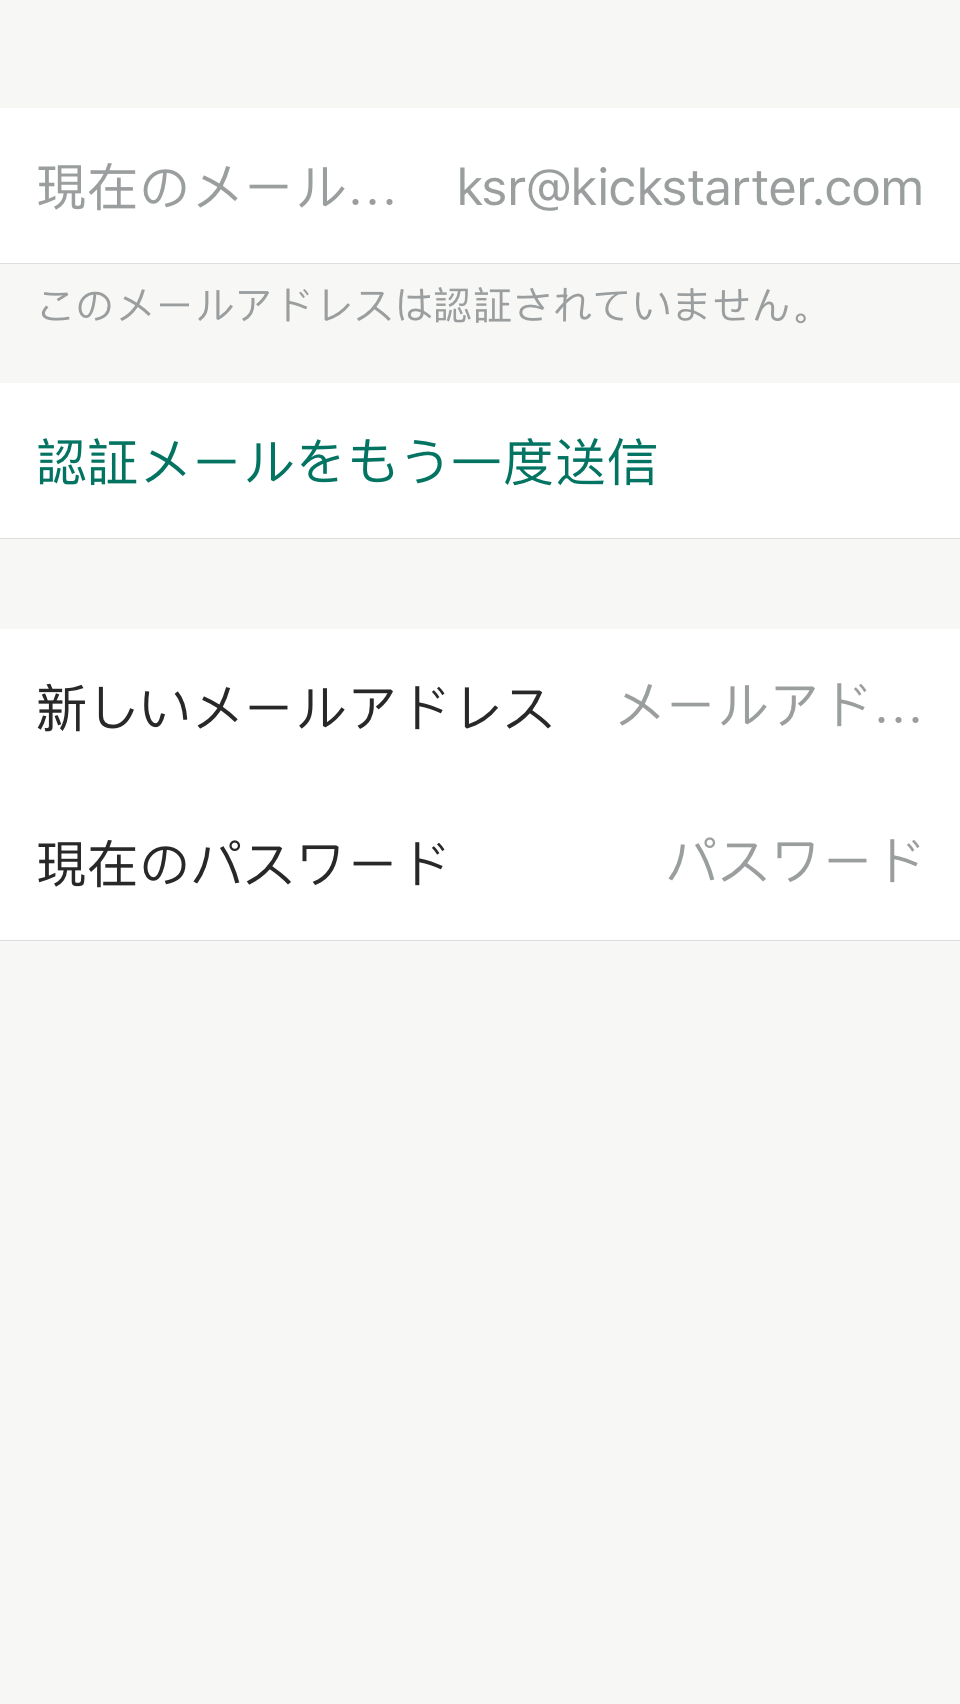 現在のメール... ksr@kickstarter.com
このメールアドレスは認証されていません。
認証メールをもう一度送信
新しいメールアドレス メールアド...
現在のパスワード パスワード